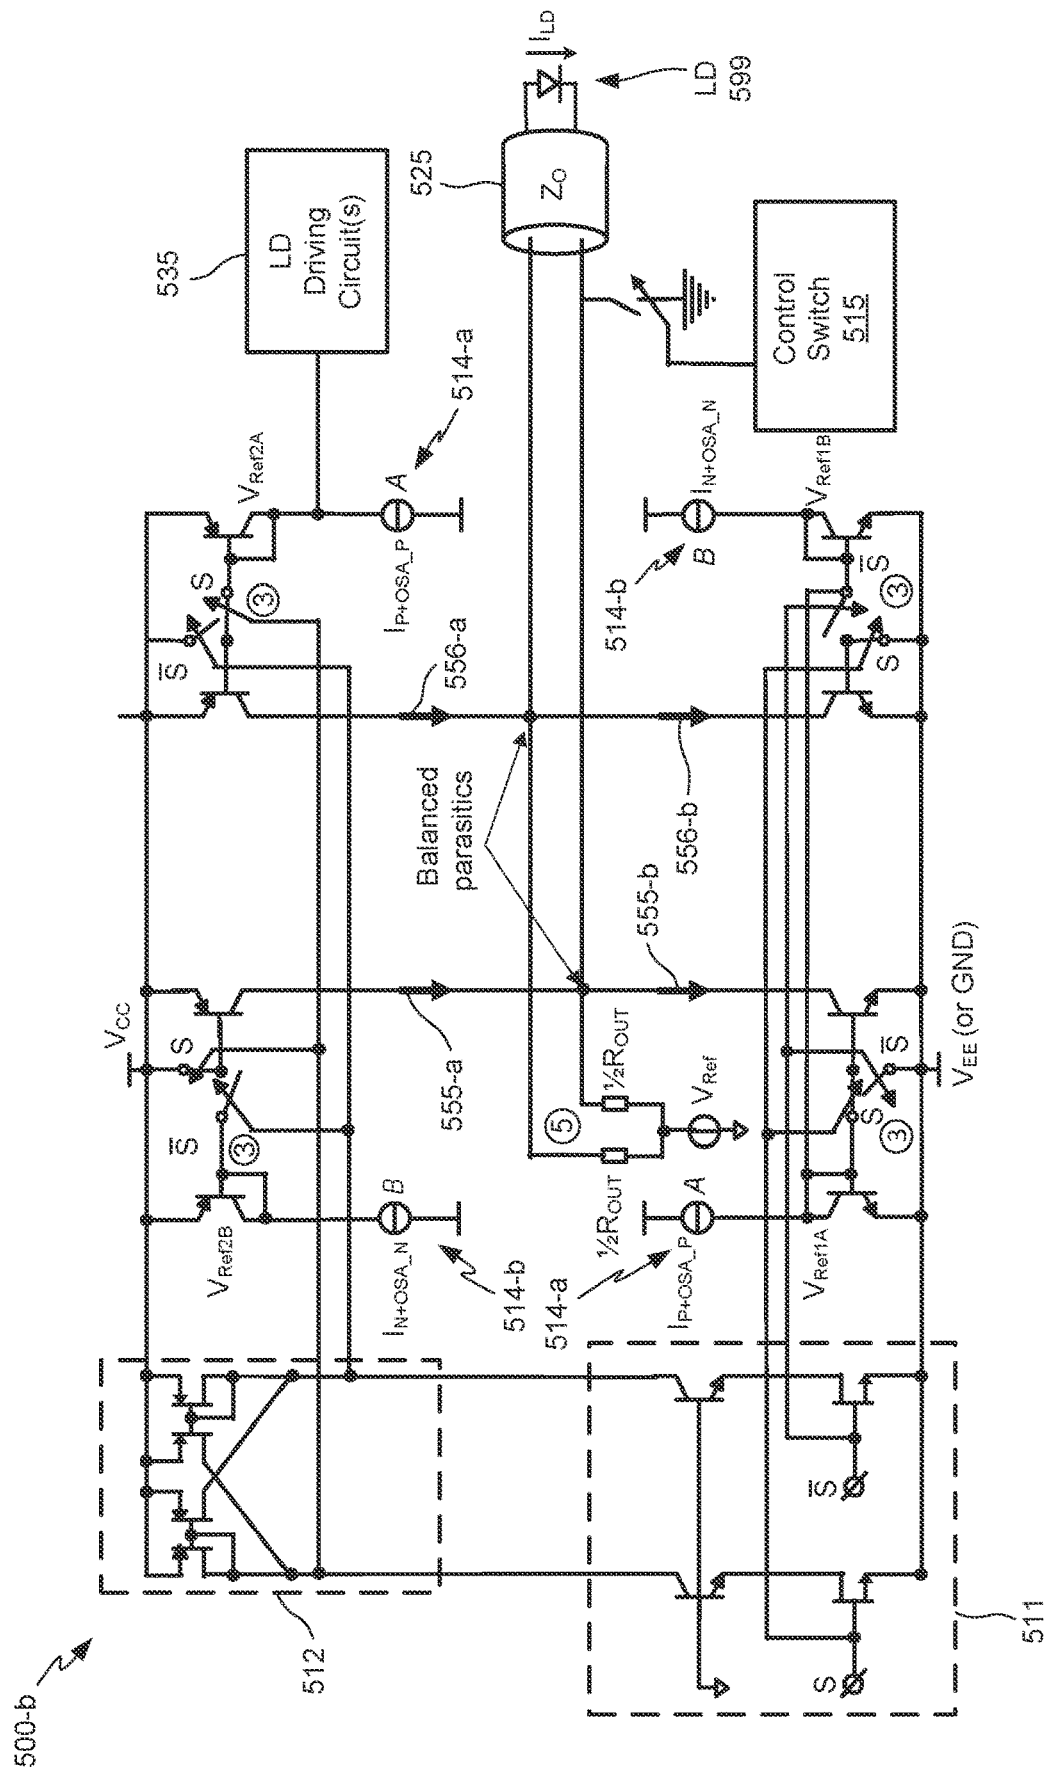 500-b
512
511
S
S̅
V_CC
S
S̅
③
V_Ref2B
I_N+OSA_N
B
514-b
514-a
I_P+OSA_P
A
V_Ref1A
½R_OUT
½R_OUT
⑤
V_Ref
S
S̅
③
V_EE (or GND)
555-a
555-b
Balanced
parasitics
556-a
556-b
S̅
S
③
V_Ref2A
I_P+OSA_P
A
514-a
514-b
B
I_N+OSA_N
V_Ref1B
S̅
③
S
535
LD
Driving
Circuit(s)
525
Z_O
I_LD
LD
599
Control
Switch
515